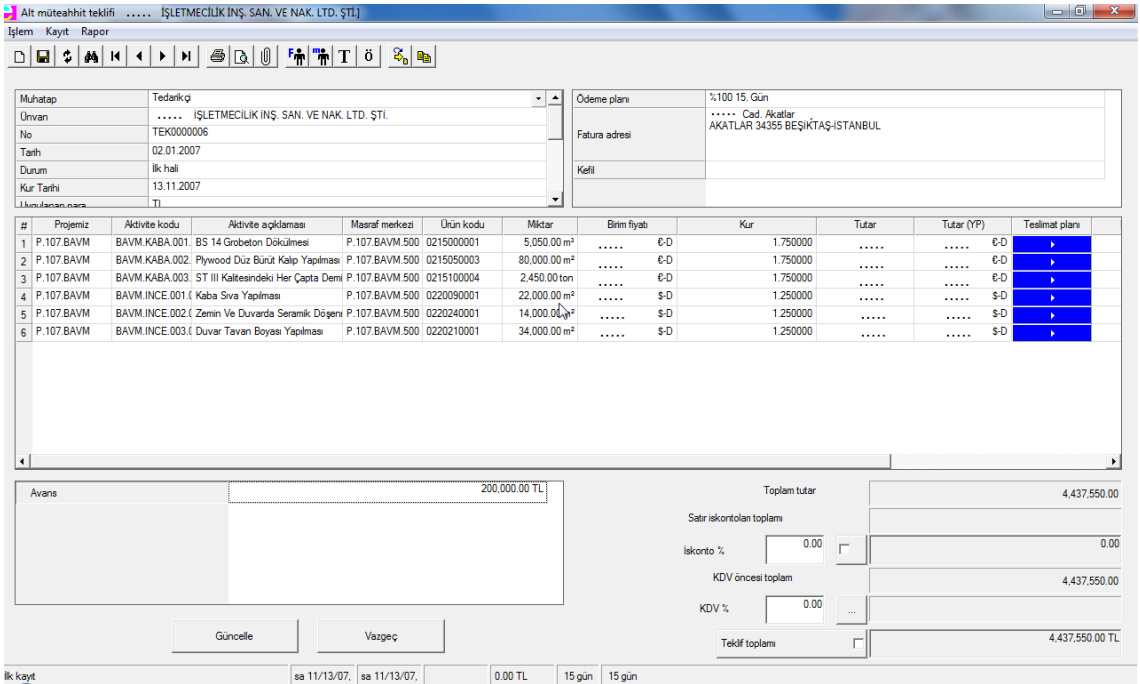 Alt müteahhit teklifi ..... İŞLETMECİLİK İNŞ. SAN. VE NAK. LTD. ŞTİ.]
İşlem Kayıt Rapor
F m T ö
Muhatap Tedarikçi
Ünvan ..... İŞLETMECİLİK İNŞ. SAN. VE NAK. LTD. ŞTİ.
No TEK0000006
Tarih 02.01.2007
Durum İlk hali
Kur Tarihi 13.11.2007
Uygulanan para TL
Ödeme planı %100 15. Gün
Fatura adresi ..... Cad. Akatlar
AKATLAR 34355 BEŞİKTAŞ-İSTANBUL
Kefil
# Projemiz Aktivite kodu Aktivite açıklaması Masraf merkezi Ürün kodu Miktar Birim fiyatı Kur Tutar Tutar (YP) Teslimat planı
1 P.107.BAVM BAVM.KABA.001. BS 14 Grobeton Dökülmesi P.107.BAVM.500 0215000001 5,050.00 m² ..... €-D 1.750000 ..... ..... €-D
2 P.107.BAVM BAVM.KABA.002. Plywood Düz Bürüt Kalıp Yapılması P.107.BAVM.500 0215050003 80,000.00 m² ..... €-D 1.750000 ..... ..... €-D
3 P.107.BAVM BAVM.KABA.003. ST III Kalitesindeki Her Çapta Demi P.107.BAVM.500 0215100004 2,450.00 ton ..... €-D 1.750000 ..... ..... €-D
4 P.107.BAVM BAVM.INCE.001.( Kaba Sıva Yapılması P.107.BAVM.500 0220090001 22,000.00 m² ..... $-D 1.250000 ..... ..... $-D
5 P.107.BAVM BAVM.INCE.002.( Zemin Ve Duvarda Seramik Döşenm P.107.BAVM.500 0220240001 14,000.00 m² ..... $-D 1.250000 ..... ..... $-D
6 P.107.BAVM BAVM.INCE.003.( Duvar Tavan Boyası Yapılması P.107.BAVM.500 0220210001 34,000.00 m² ..... $-D 1.250000 ..... ..... $-D
Avans 200,000.00 TL
Toplam tutar 4,437,550.00
Satır iskontoları toplamı
İskonto % 0.00 0.00
KDV öncesi toplam 4,437,550.00
KDV % 0.00 ...
Teklif toplamı 4,437,550.00 TL
Güncelle Vazgeç
İlk kayıt sa 11/13/07, sa 11/13/07, 0.00 TL 15 gün 15 gün